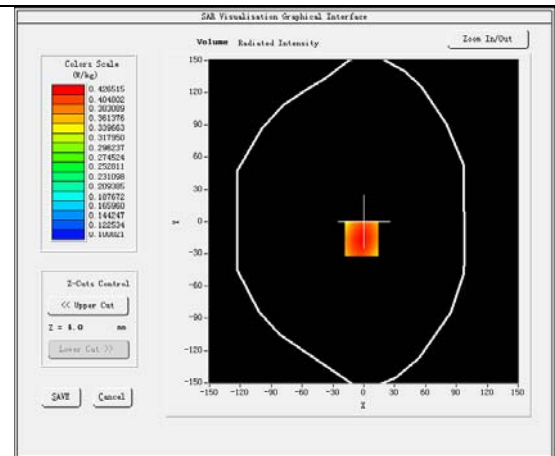 SAR Visualisation Graphical Interface
Volume Radiated Intensity
Zoom In/Out
Colors Scale
(W/kg)
0.426515
0.404802
0.383089
0.361376
0.339663
0.317950
0.296237
0.274524
0.252811
0.231098
0.209385
0.187672
0.165960
0.144247
0.122534
0.100821
150
120
90
60
30
0
-30
-60
-90
-120
-150
Y
-150 -120 -90 -60 -30 0 30 60 90 120 150
X
Z-Cuts Control
<< Upper Cut
Z = 4.0 mm
Lower Cut >>
SAVE
Cancel